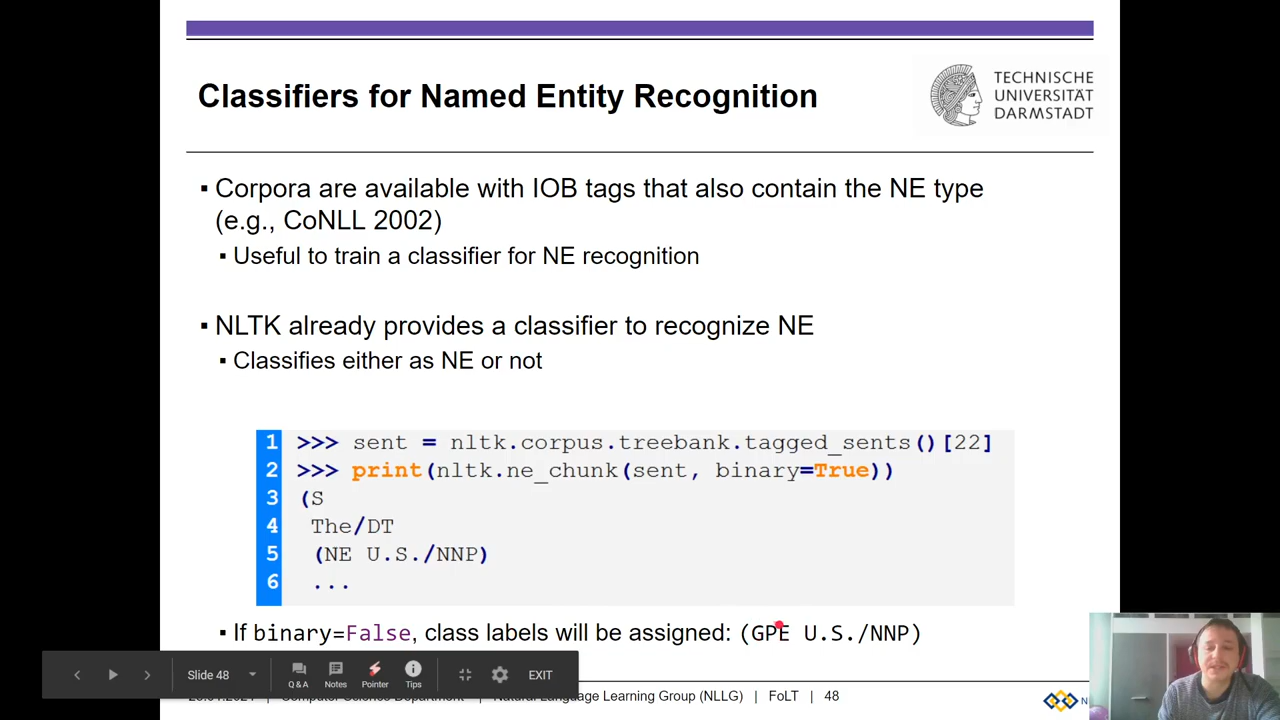 Classifiers for Named Entity Recognition
TECHNISCHE
UNIVERSITÄT
DARMSTADT
▪ Corpora are available with IOB tags that also contain the NE type
(e.g., CoNLL 2002)
▪ Useful to train a classifier for NE recognition
▪ NLTK already provides a classifier to recognize NE
▪ Classifies either as NE or not
1 >>> sent = nltk.corpus.treebank.tagged_sents()[22]
2 >>> print(nltk.ne_chunk(sent, binary=True))
3 (S
4 The/DT
5 (NE U.S./NNP)
6 ...
▪ If binary=False, class labels will be assigned: (GPE U.S./NNP)
Slide 48
Q & A
Notes
Pointer
Tips
EXIT
Computer Science Department | Natural Language Learning Group (NLLG) | FoLT | 48
N